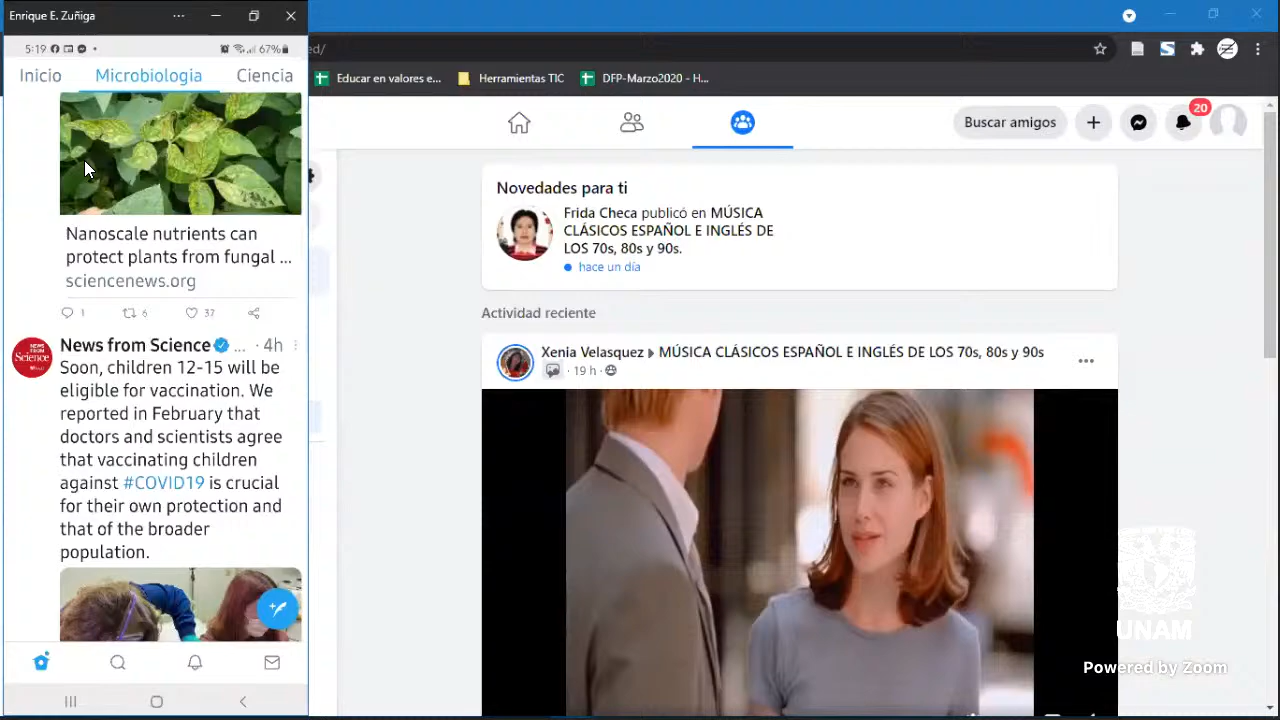 Enrique E. Zuñiga
5:19
67%
Inicio
Microbiologia
Ciencia
Nanoscale nutrients can
protect plants from fungal ...
sciencenews.org
1
6
37
News from Science ... · 4h
Soon, children 12-15 will be
eligible for vaccination. We
reported in February that
doctors and scientists agree
that vaccinating children
against #COVID19 is crucial
for their own protection and
that of the broader
population.
ed/
Educar en valores e...
Herramientas TIC
DFP-Marzo2020 - H...
Buscar amigos
20
Novedades para ti
Frida Checa publicó en MÚSICA
CLÁSICOS ESPAÑOL E INGLÉS DE
LOS 70s, 80s y 90s.
hace un día
Actividad reciente
Xenia Velasquez ▸ MÚSICA CLÁSICOS ESPAÑOL E INGLÉS DE LOS 70s, 80s y 90s
· 19 h ·
UNAM
Powered by Zoom